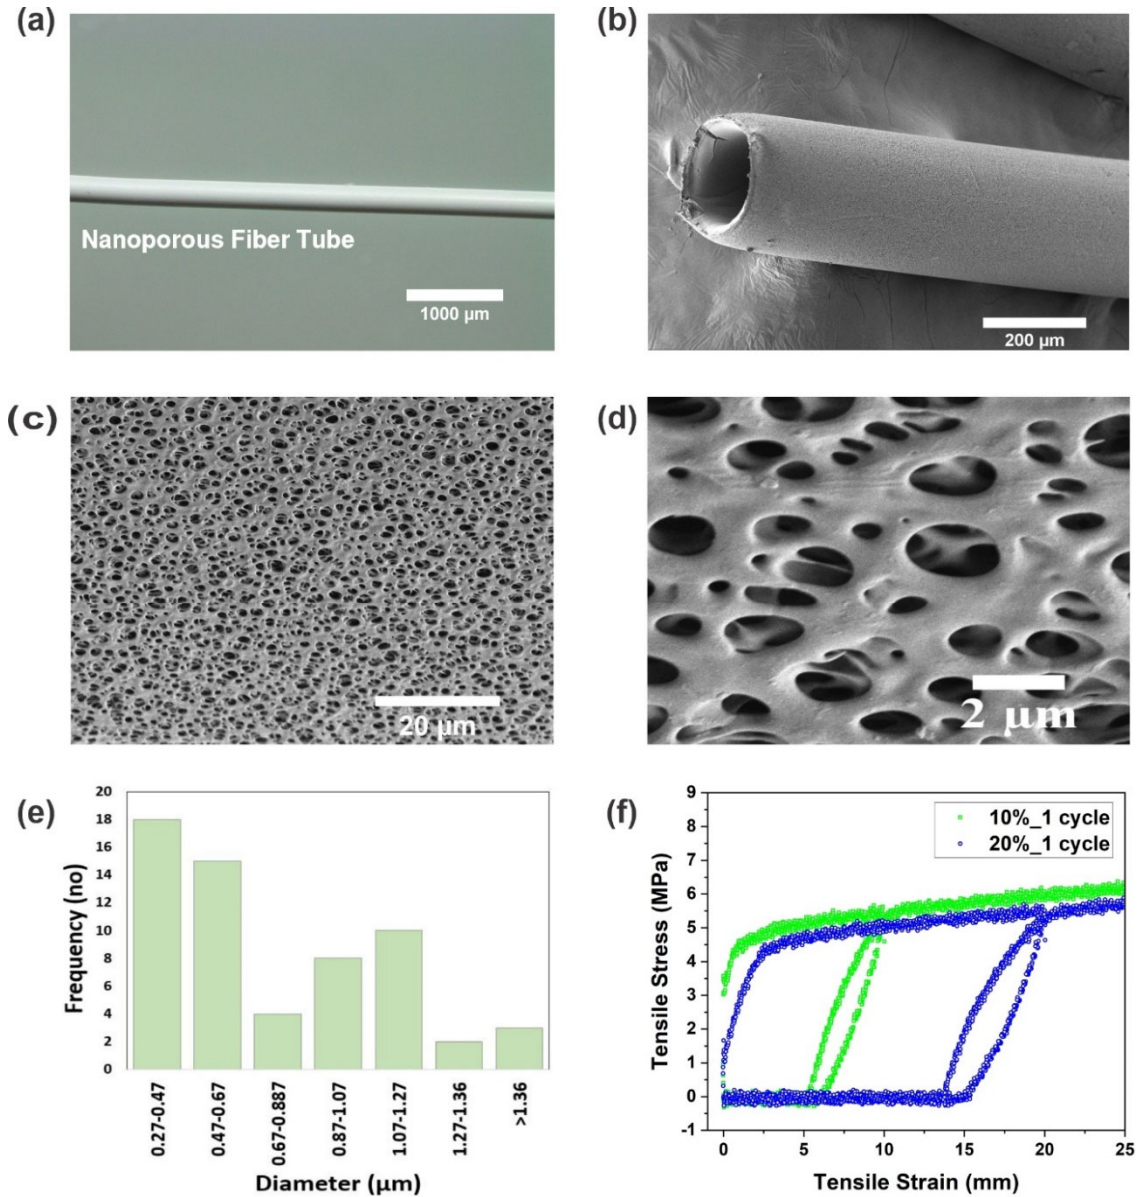 (a)
Nanoporous Fiber Tube
1000 µm
(b)
200 µm
(c)
20 µm
(d)
2 µm
(e)
20
18
16
14
12
10
8
6
4
2
0
Frequency (no)
0.27-0.47
0.47-0.67
0.67-0.887
0.87-1.07
1.07-1.27
1.27-1.36
>1.36
Diameter (µm)
(f)
9
8
7
6
5
4
3
2
1
0
-1
Tensile Stress (MPa)
10%_1 cycle
20%_1 cycle
0 5 10 15 20 25
Tensile Strain (mm)